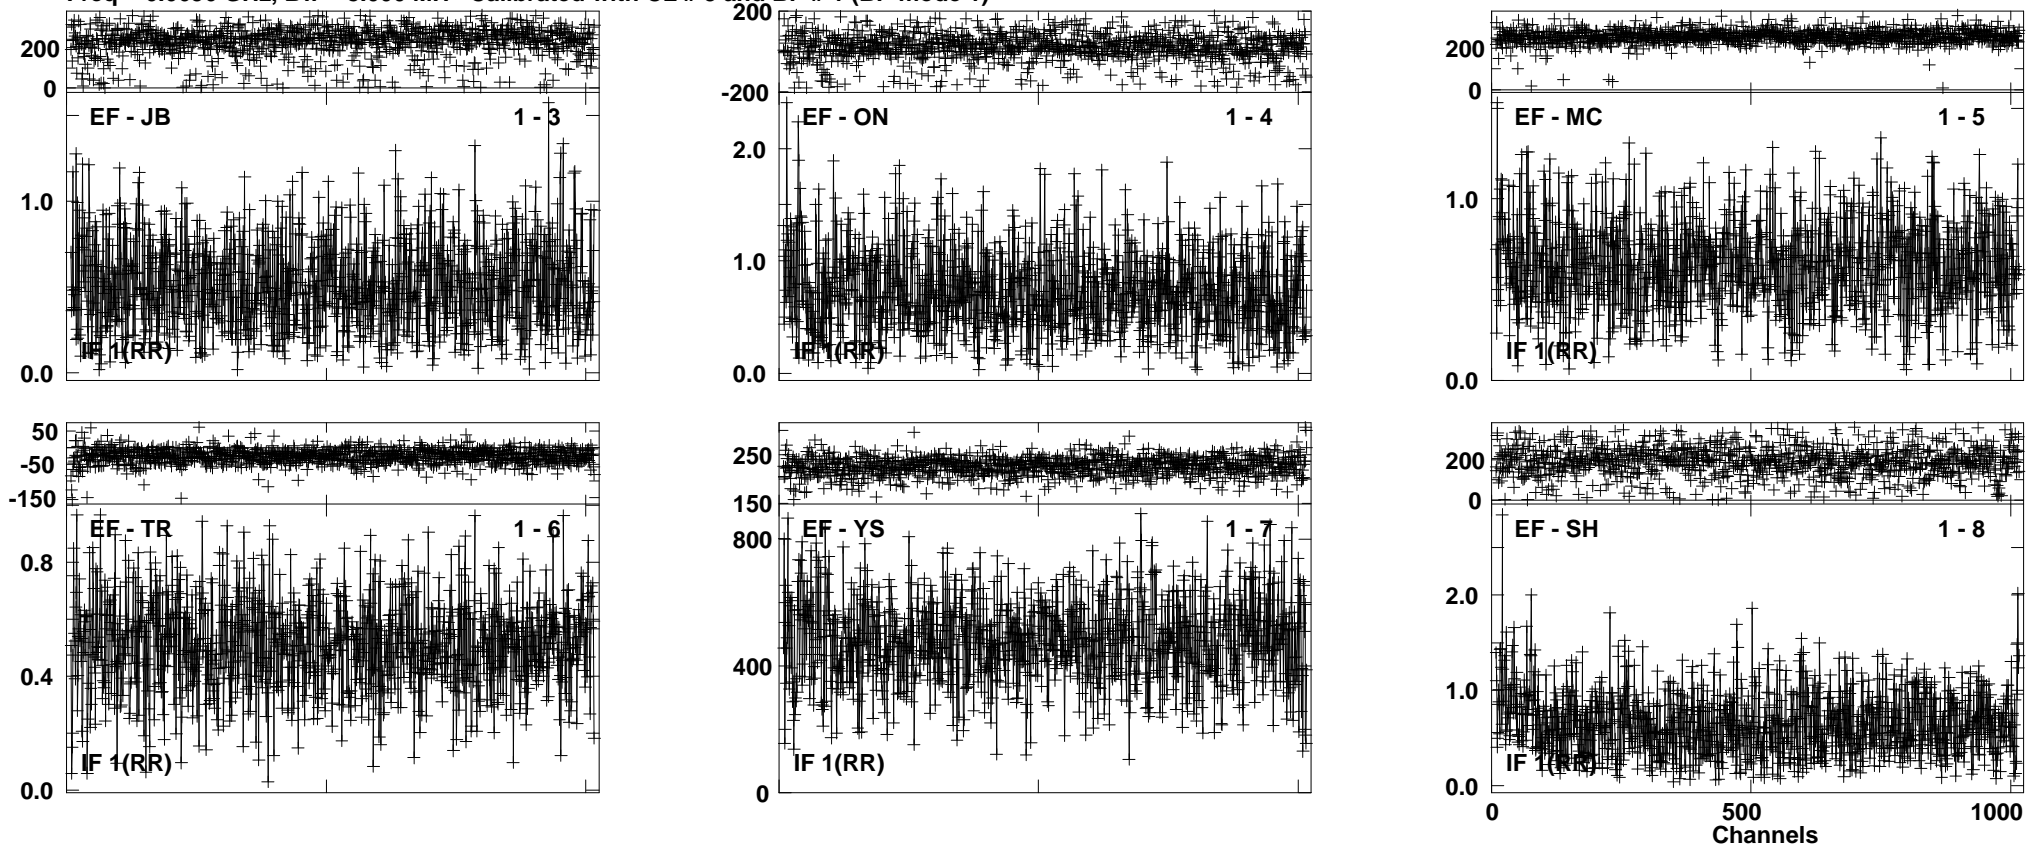 200
0
EF - JB 1 - 3
1.0
IF 1(RR)
0.0
200
-200
EF - ON 1 - 4
2.0
1.0
IF 1(RR)
0.0
200
0
EF - MC 1 - 5
1.0
IF 1(RR)
0.0
50
-50
-150
EF - TR 1 - 6
0.8
0.4
IF 1(RR)
0.0
250
150
EF - YS 1 - 7
800
400
IF 1(RR)
0
200
0
EF - SH 1 - 8
2.0
1.0
IF 1(RR)
0.0
0 500 1000
Channels